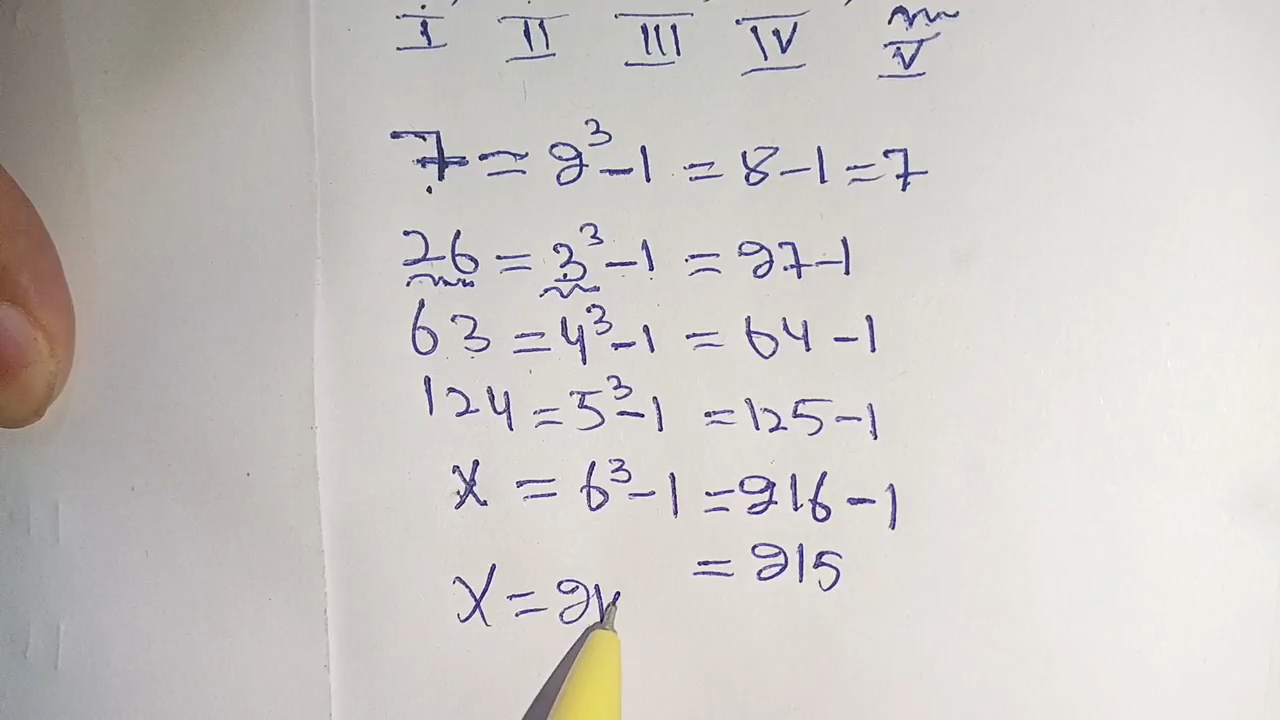 I II III IV V
7 = 2³-1 = 8-1=7
26 = 3³-1 = 27-1
63 = 4³-1 = 64-1
124 = 5³-1 = 125-1
x = 6³-1 = 216-1
= 215
x = 21